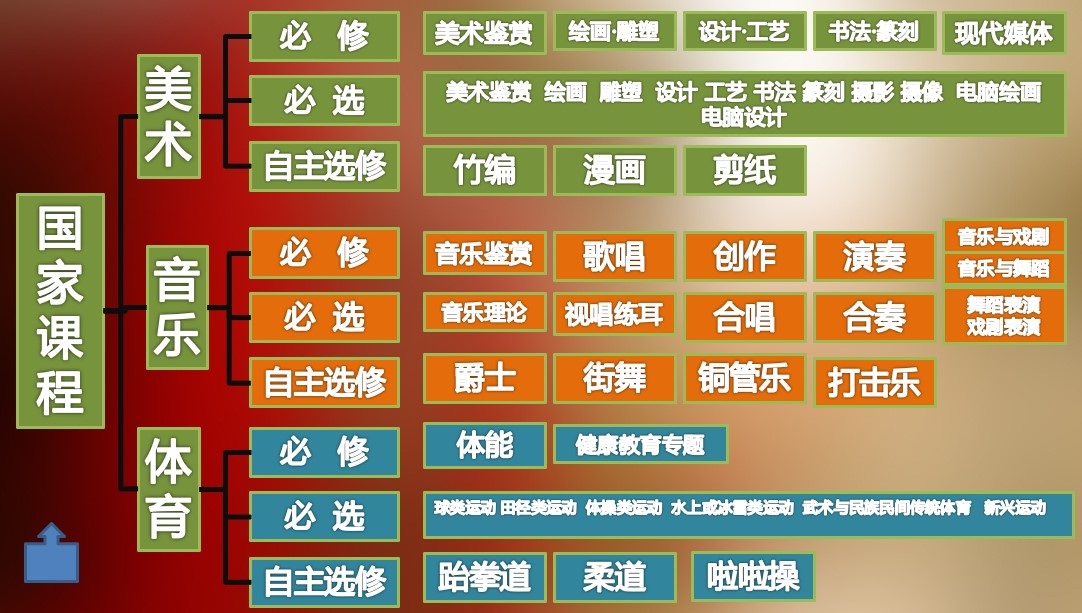 国家课程
美术
必 修
美术鉴赏
绘画·雕塑
设计·工艺
书法·篆刻
现代媒体
必 选
美术鉴赏 绘画 雕塑 设计 工艺 书法 篆刻 摄影 摄像 电脑绘画
电脑设计
自主选修
竹编
漫画
剪纸
音乐
必 修
音乐鉴赏
歌唱
创作
演奏
音乐与戏剧
音乐与舞蹈
必 选
音乐理论
视唱练耳
合唱
合奏
舞蹈表演
戏剧表演
自主选修
爵士
街舞
铜管乐
打击乐
体育
必 修
体能
健康教育专题
必 选
球类运动 田径类运动 体操类运动 水上或冰雪类运动 武术与民族民间传统体育 新兴运动
自主选修
跆拳道
柔道
啦啦操